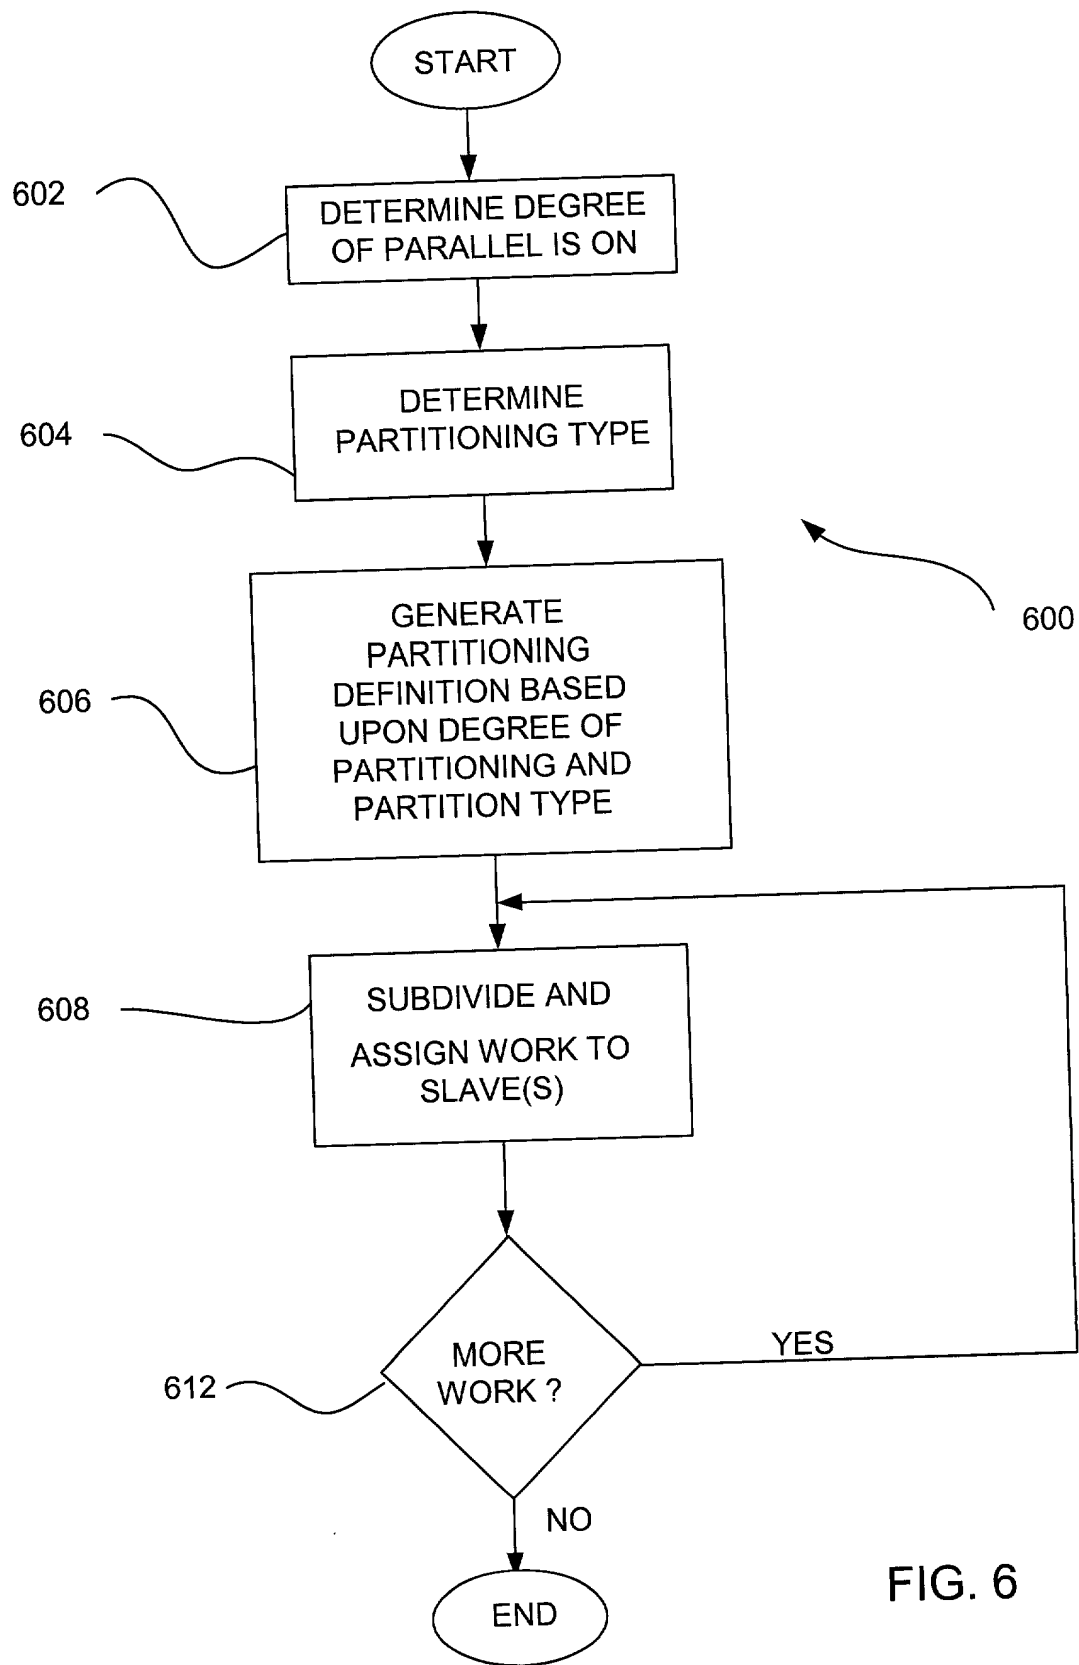 START
602
DETERMINE DEGREE
OF PARALLEL IS ON
604
DETERMINE
PARTITIONING TYPE
600
606
GENERATE
PARTITIONING
DEFINITION BASED
UPON DEGREE OF
PARTITIONING AND
PARTITION TYPE
608
SUBDIVIDE AND
ASSIGN WORK TO
SLAVE(S)
612
MORE
WORK ?
YES
NO
END
FIG. 6